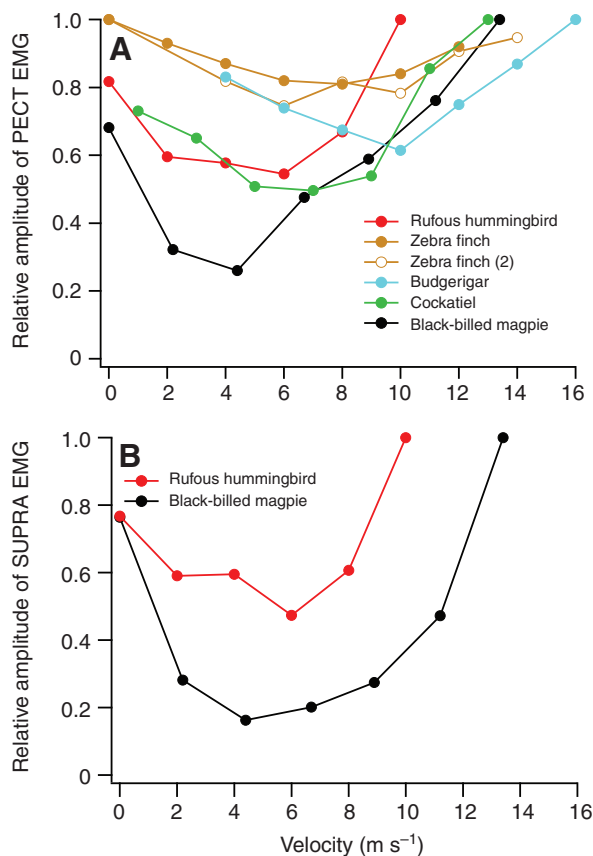 A
Relative amplitude of PECT EMG
1.0
0.8
0.6
0.4
0.2
0
Rufous hummingbird
Zebra finch
Zebra finch (2)
Budgerigar
Cockatiel
Black-billed magpie
0 2 4 6 8 10 12 14 16
B
Relative amplitude of SUPRA EMG
1.0
0.8
0.6
0.4
0.2
0
Rufous hummingbird
Black-billed magpie
0 2 4 6 8 10 12 14 16
Velocity (m s⁻¹)